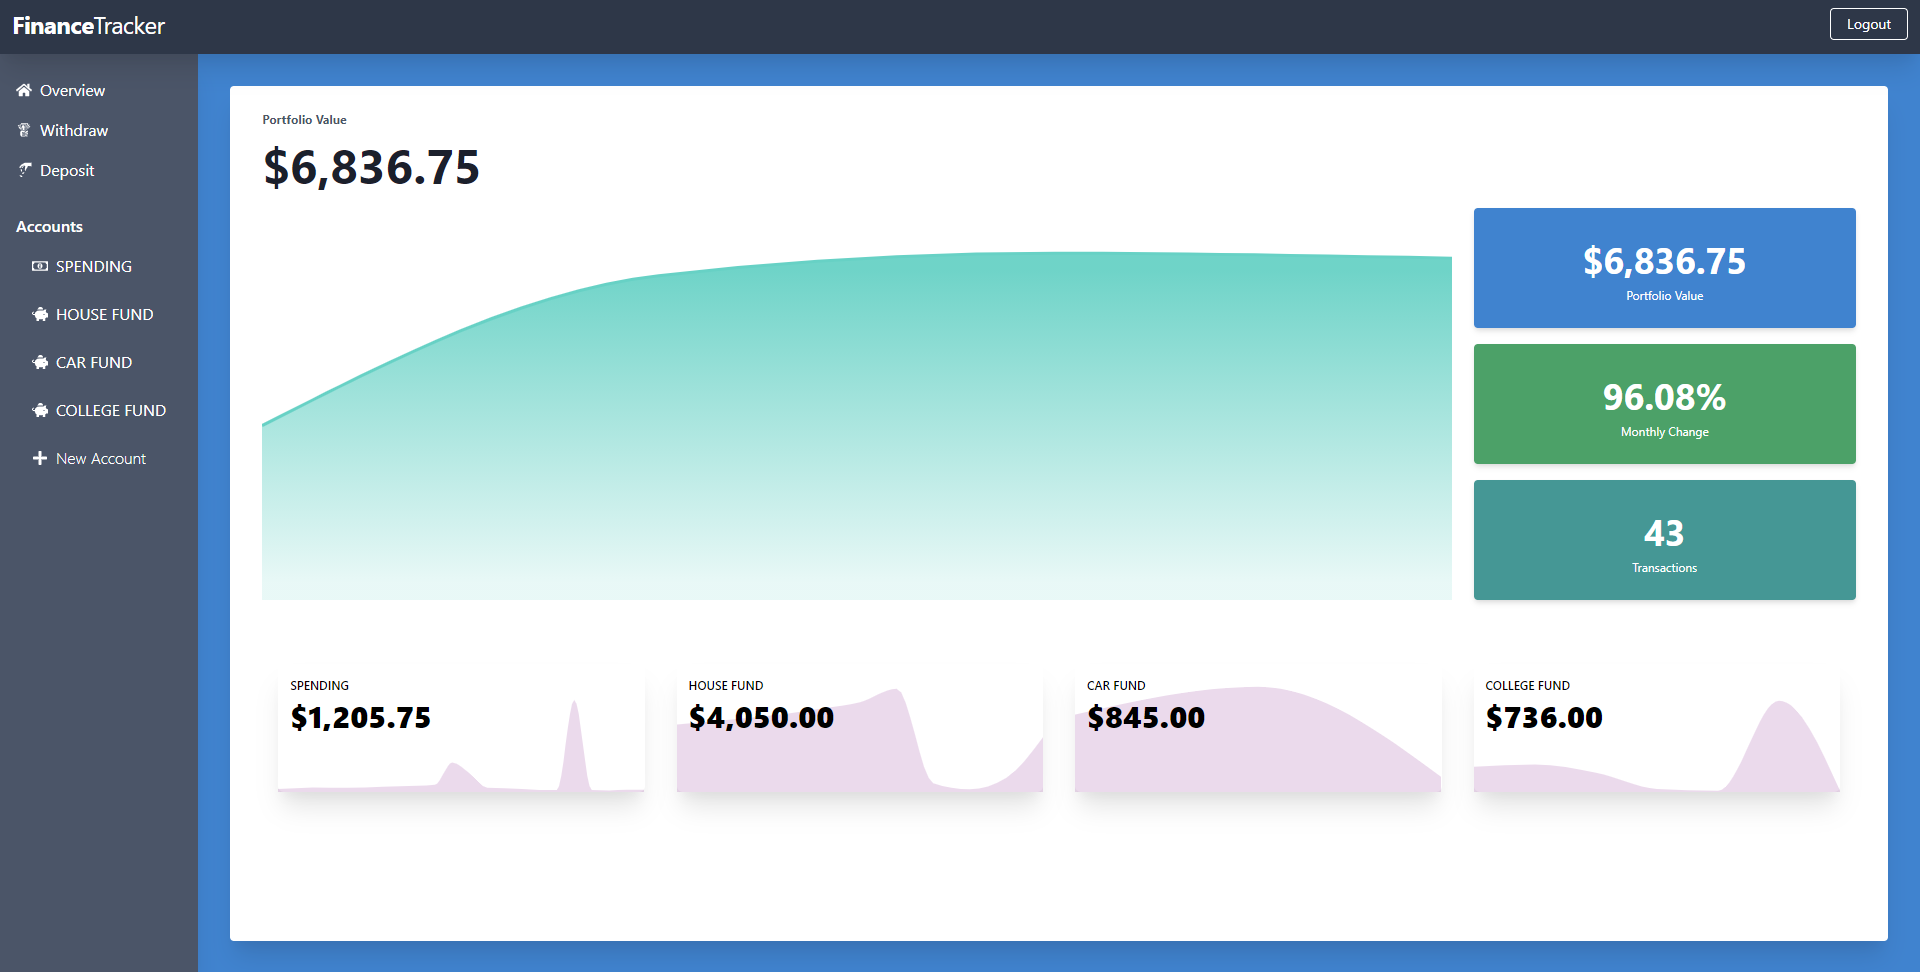 FinanceTracker
Logout
Overview
Withdraw
Deposit
Accounts
SPENDING
HOUSE FUND
CAR FUND
COLLEGE FUND
New Account
Portfolio Value
$6,836.75
$6,836.75
Portfolio Value
96.08%
Monthly Change
43
Transactions
SPENDING
$1,205.75
HOUSE FUND
$4,050.00
CAR FUND
$845.00
COLLEGE FUND
$736.00